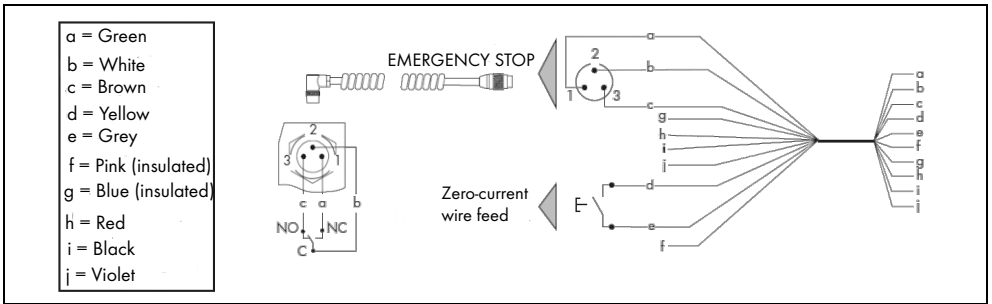 a = Green
b = White
c = Brown
d = Yellow
e = Grey
f = Pink (insulated)
g = Blue (insulated)
h = Red
i = Black
j = Violet
EMERGENCY STOP
2
1 3
a
b
c
g
h
i
j
2
3 1
c a b
NO NC
C
Zero-current
wire feed
E
d
e
f
a
b
c
d
e
f
g
h
i
j